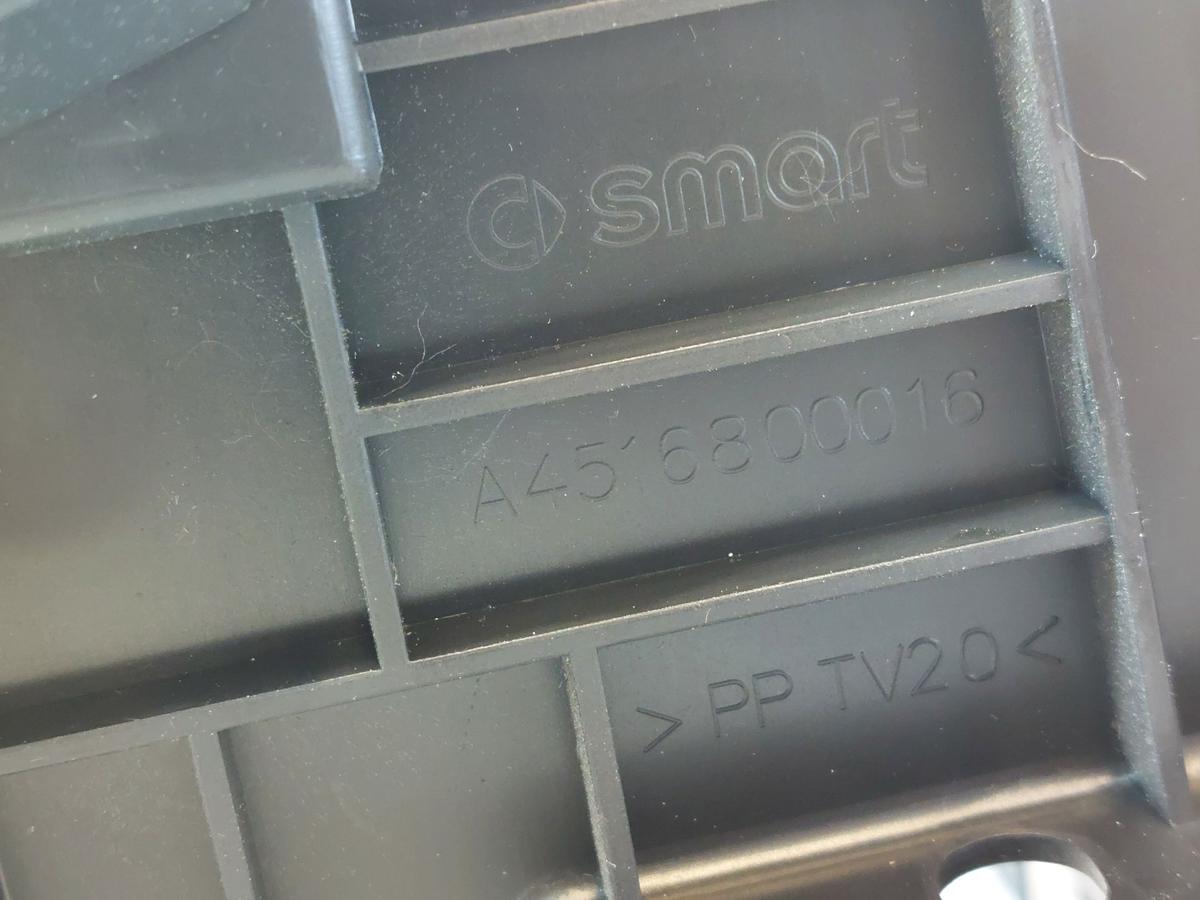 smart
A4516800016
> PP TV20 <